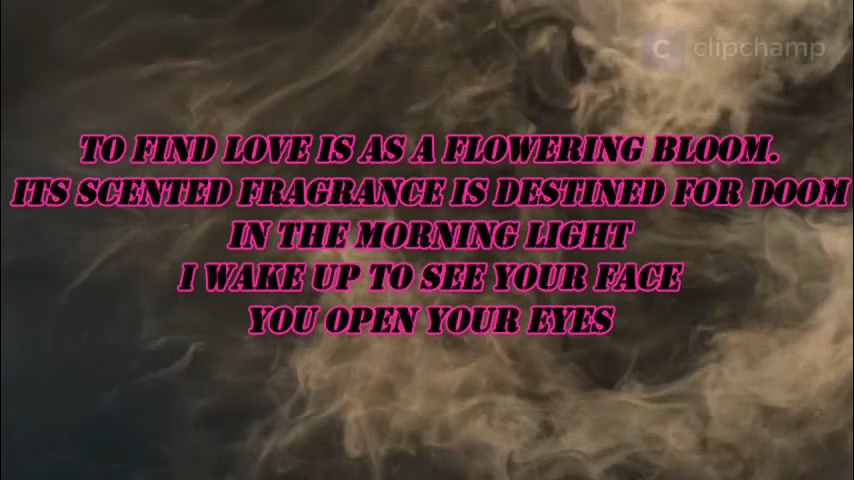 clipchamp
TO FIND LOVE IS AS A FLOWERING BLOOM.
ITS SCENTED FRAGRANCE IS DESTINED FOR DOOM
IN THE MORNING LIGHT
I WAKE UP TO SEE YOUR FACE
YOU OPEN YOUR EYES